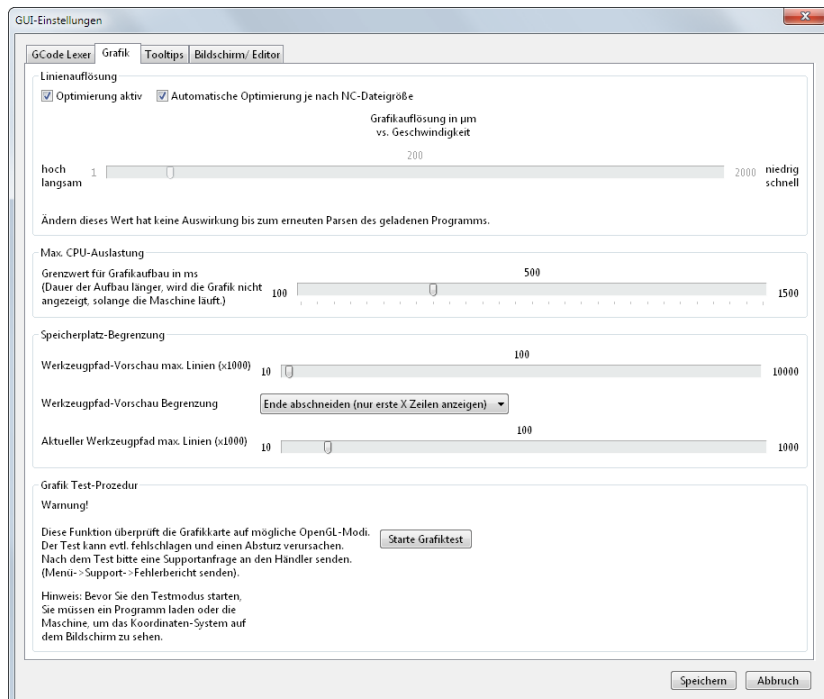 GUI-Einstellungen
GCode Lexer Grafik Tooltips Bildschirm/ Editor
Linienauflösung
Optimierung aktiv Automatische Optimierung je nach NC-Dateigröße
Grafikauflösung in µm
vs. Geschwindigkeit
200
hoch
langsam
1
2000
niedrig
schnell
Ändern dieses Wert hat keine Auswirkung bis zum erneuten Parsen des geladenen Programms.
Max. CPU-Auslastung
Grenzwert für Grafikaufbau in ms
(Dauer der Aufbau länger, wird die Grafik nicht
angezeigt, solange die Maschine läuft.)
500
100
1500
Speicherplatz-Begrenzung
100
Werkzeugpfad-Vorschau max. Linien (x1000) 10 10000
Werkzeugpfad-Vorschau Begrenzung Ende abschneiden (nur erste X Zeilen anzeigen)
100
Aktueller Werkzeugpfad max. Linien (x1000) 10 1000
Grafik Test-Prozedur
Warnung!
Diese Funktion überprüft die Grafikkarte auf mögliche OpenGL-Modi.
Der Test kann evtl. fehlschlagen und einen Absturz verursachen.
Nach dem Test bitte eine Supportanfrage an den Händler senden.
(Menü->Support->Fehlerbericht senden).
Starte Grafiktest
Hinweis: Bevor Sie den Testmodus starten,
Sie müssen ein Programm laden oder die
Maschine, um das Koordinaten-System auf
dem Bildschirm zu sehen.
Speichern Abbruch